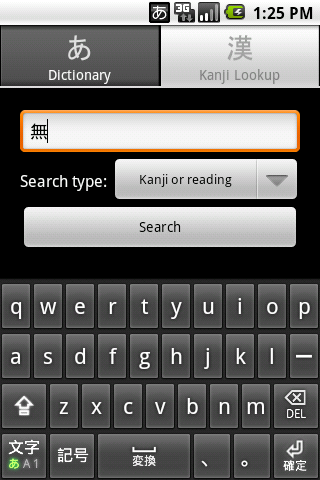 あ 3G 1:25 PM
あ 漢
Dictionary Kanji Lookup
無
Search type: Kanji or reading
Search
q w e r t y u i o p
a s d f g h j k l ー
z x c v b n m DEL
文字 あA1 記号 変換 、 。 確定